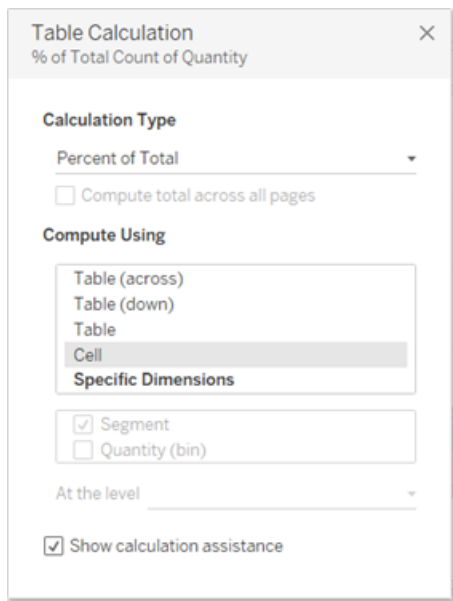 Table Calculation
% of Total Count of Quantity
Calculation Type
Percent of Total
Compute total across all pages
Compute Using
Table (across)
Table (down)
Table
Cell
Specific Dimensions
Segment
Quantity (bin)
At the level
Show calculation assistance